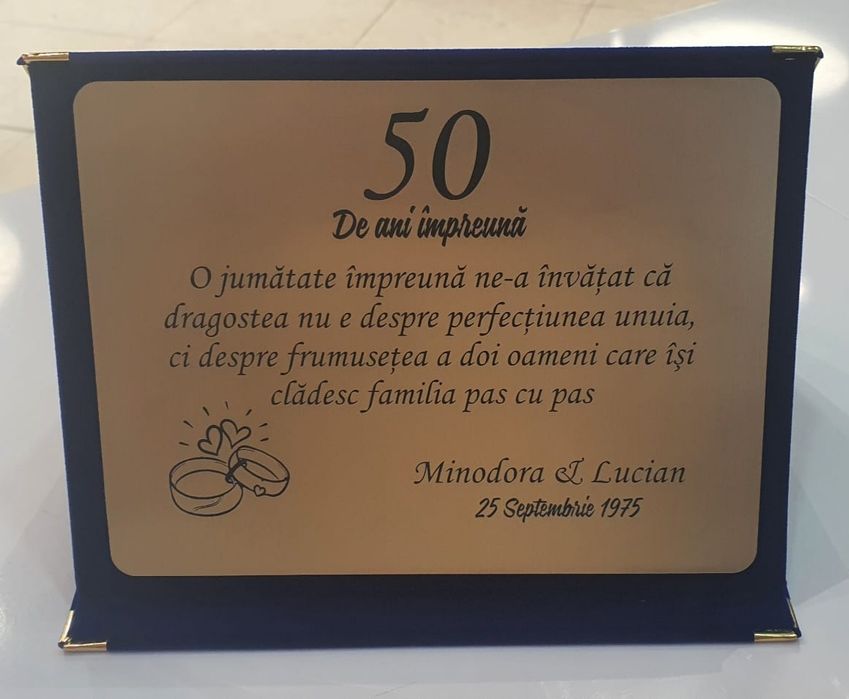 50
De ani împreună
O jumătate împreună ne-a învățat că
dragostea nu e despre perfecțiunea unuia,
ci despre frumusețea a doi oameni care își
clădesc familia pas cu pas
Minodora & Lucian
25 Septembrie 1975